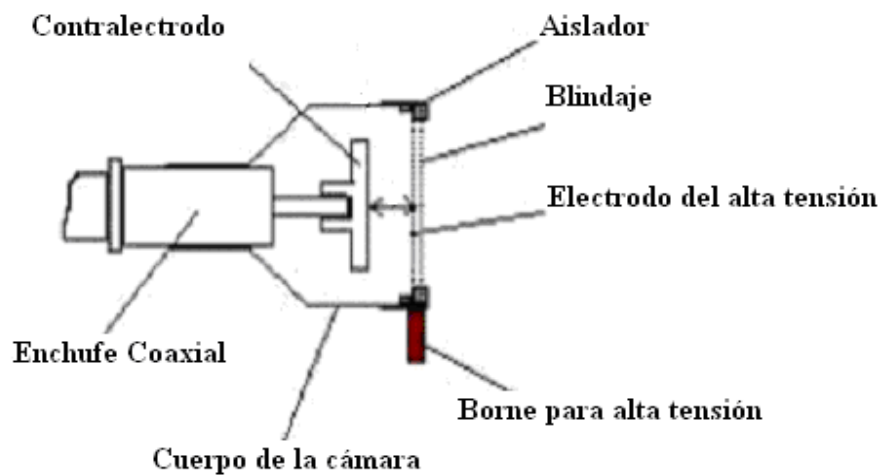 Contralectrodo
Aislador
Blindaje
Electrodo del alta tensión
Enchufe Coaxial
Borne para alta tensión
Cuerpo de la cámara